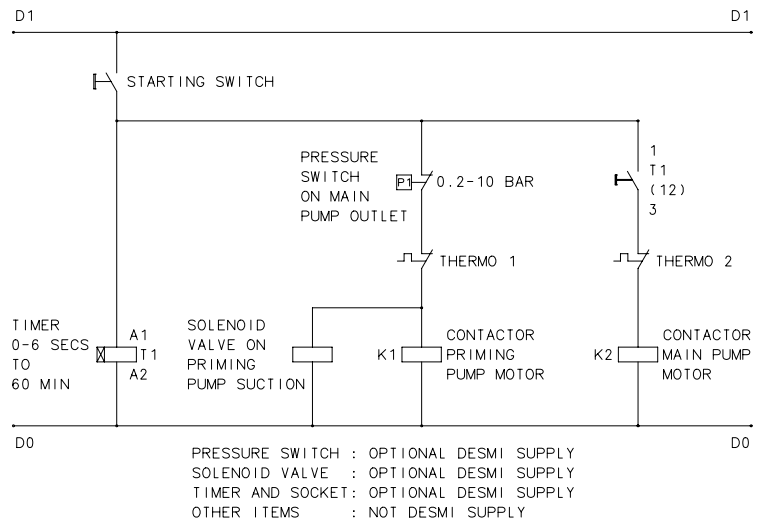 D1
D1
STARTING SWITCH
PRESSURE
SWITCH
ON MAIN
PUMP OUTLET
P1
0.2-10 BAR
1
T1
(12)
3
THERMO 1
THERMO 2
TIMER
0-6 SECS
TO
60 MIN
A1
T1
A2
SOLENOID
VALVE ON
PRIMING
PUMP SUCTION
K1
CONTACTOR
PRIMING
PUMP MOTOR
K2
CONTACTOR
MAIN PUMP
MOTOR
D0
D0
PRESSURE SWITCH : OPTIONAL DESMI SUPPLY
SOLENOID VALVE : OPTIONAL DESMI SUPPLY
TIMER AND SOCKET: OPTIONAL DESMI SUPPLY
OTHER ITEMS : NOT DESMI SUPPLY